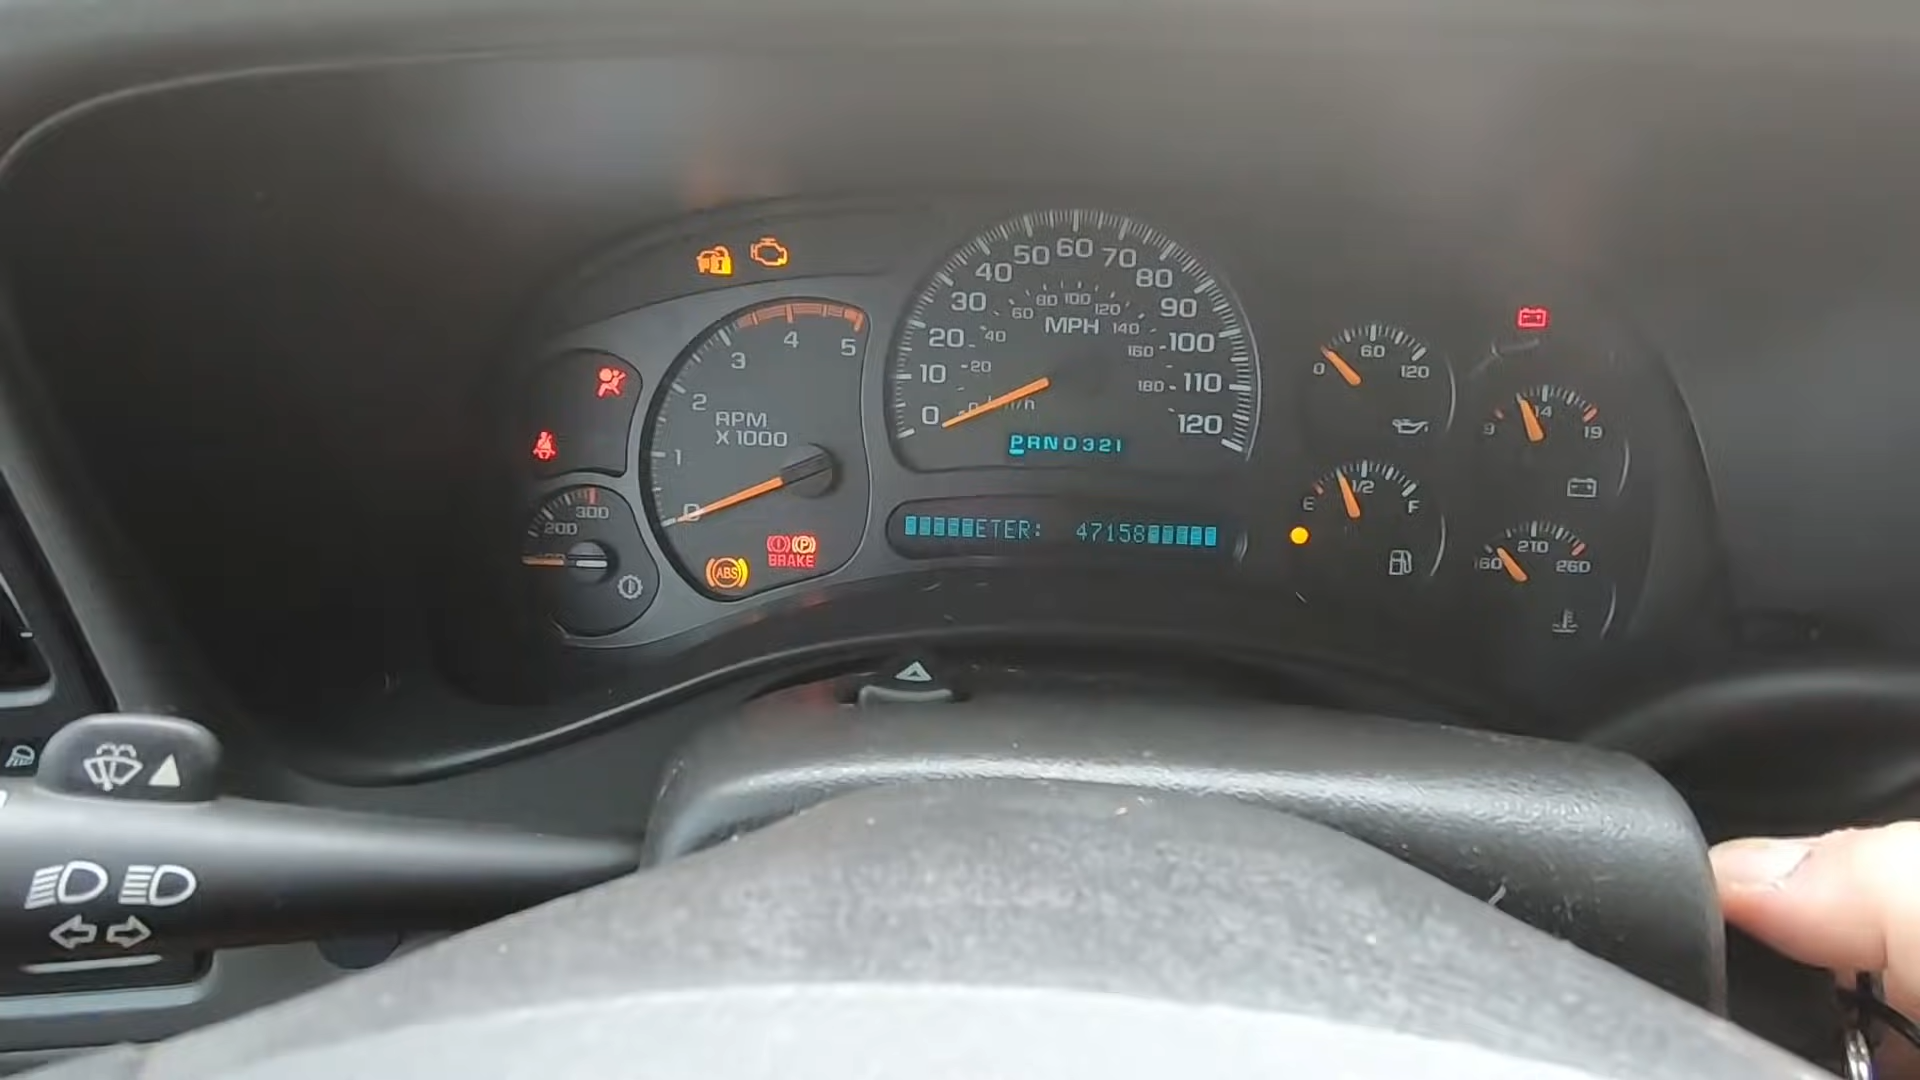 50 60 70
40 80
30 90
20 100
10 110
0 120
60 80 100 120
40 140
20 160
180
MPH
PRND321
ETER: 47158
3 4 5
2
1
0
RPM
X1000
200 300
ABS
(P)
BRAKE
0 60 120
9 14 19
E 1/2 F
160 210 260